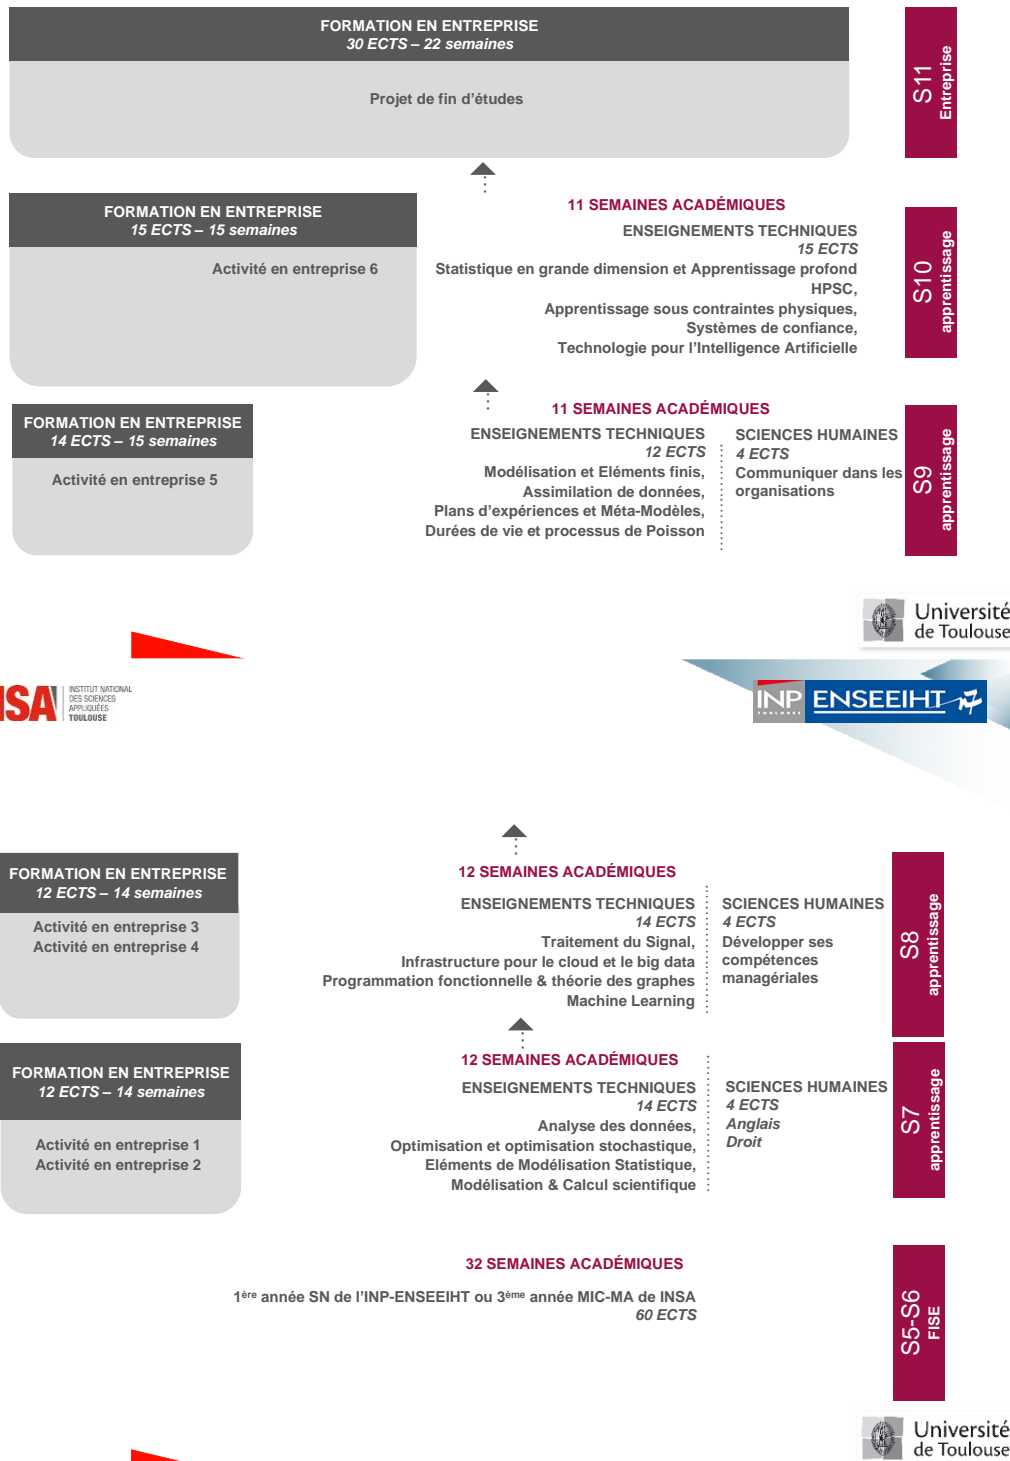 FORMATION EN ENTREPRISE
30 ECTS – 22 semaines
Projet de fin d'études
S11
Entreprise
FORMATION EN ENTREPRISE
15 ECTS – 15 semaines
Activité en entreprise 6
11 SEMAINES ACADÉMIQUES
ENSEIGNEMENTS TECHNIQUES
15 ECTS
Statistique en grande dimension et Apprentissage profond
HPSC,
Apprentissage sous contraintes physiques,
Systèmes de confiance,
Technologie pour l'Intelligence Artificielle
S10
apprentissage
FORMATION EN ENTREPRISE
14 ECTS – 15 semaines
Activité en entreprise 5
11 SEMAINES ACADÉMIQUES
ENSEIGNEMENTS TECHNIQUES
12 ECTS
Modélisation et Eléments finis,
Assimilation de données,
Plans d'expériences et Méta-Modèles,
Durées de vie et processus de Poisson
SCIENCES HUMAINES
4 ECTS
Communiquer dans les
organisations
S9
apprentissage
Université
de Toulouse
INSTITUT NATIONAL
DES SCIENCES
APPLIQUÉES
TOULOUSE
INP ENSEEIHT
TOULOUSE
FORMATION EN ENTREPRISE
12 ECTS – 14 semaines
Activité en entreprise 3
Activité en entreprise 4
12 SEMAINES ACADÉMIQUES
ENSEIGNEMENTS TECHNIQUES
14 ECTS
Traitement du Signal,
Infrastructure pour le cloud et le big data
Programmation fonctionnelle & théorie des graphes
Machine Learning
SCIENCES HUMAINES
4 ECTS
Développer ses
compétences
managériales
S8
apprentissage
FORMATION EN ENTREPRISE
12 ECTS – 14 semaines
Activité en entreprise 1
Activité en entreprise 2
12 SEMAINES ACADÉMIQUES
ENSEIGNEMENTS TECHNIQUES
14 ECTS
Analyse des données,
Optimisation et optimisation stochastique,
Eléments de Modélisation Statistique,
Modélisation & Calcul scientifique
SCIENCES HUMAINES
4 ECTS
Anglais
Droit
S7
apprentissage
32 SEMAINES ACADÉMIQUES
1ère année SN de l'INP-ENSEEIHT ou 3ème année MIC-MA de INSA
60 ECTS
S5-S6
FISE
Université
de Toulouse